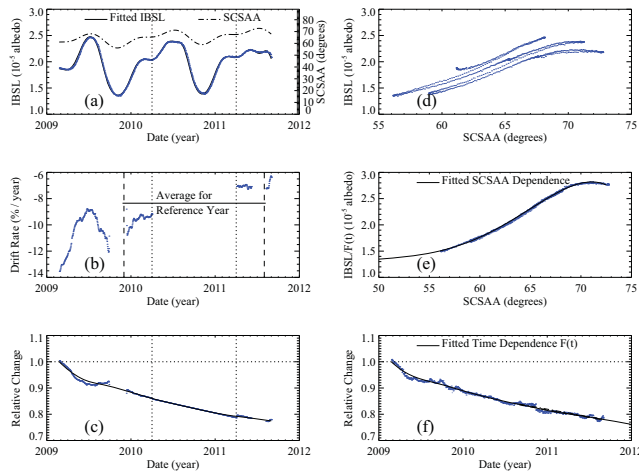 Fitted IBSL
SCSAA
IBSL (10⁻⁵ albedo)
3.0
2.5
2.0
1.5
1.0
80
70
60
50
40
30
20
10
0
SCSAA (degrees)
(a)
2009
2010
2011
2012
Date (year)
IBSL (10⁻⁵ albedo)
3.0
2.5
2.0
1.5
1.0
(d)
55
60
65
70
75
SCSAA (degrees)
Drift Rate (% / year)
-6
-8
-10
-12
-14
Average for
Reference Year
(b)
2009
2010
2011
2012
Date (year)
IBSL/F(t) (10⁻⁵ albedo)
3.0
2.5
2.0
1.5
1.0
Fitted SCSAA Dependence
(e)
50
55
60
65
70
75
SCSAA (degrees)
Relative Change
1.1
1.0
0.9
0.8
0.7
(c)
2009
2010
2011
2012
Date (year)
Relative Change
1.1
1.0
0.9
0.8
0.7
Fitted Time Dependence F(t)
(f)
2009
2010
2011
2012
Date (year)